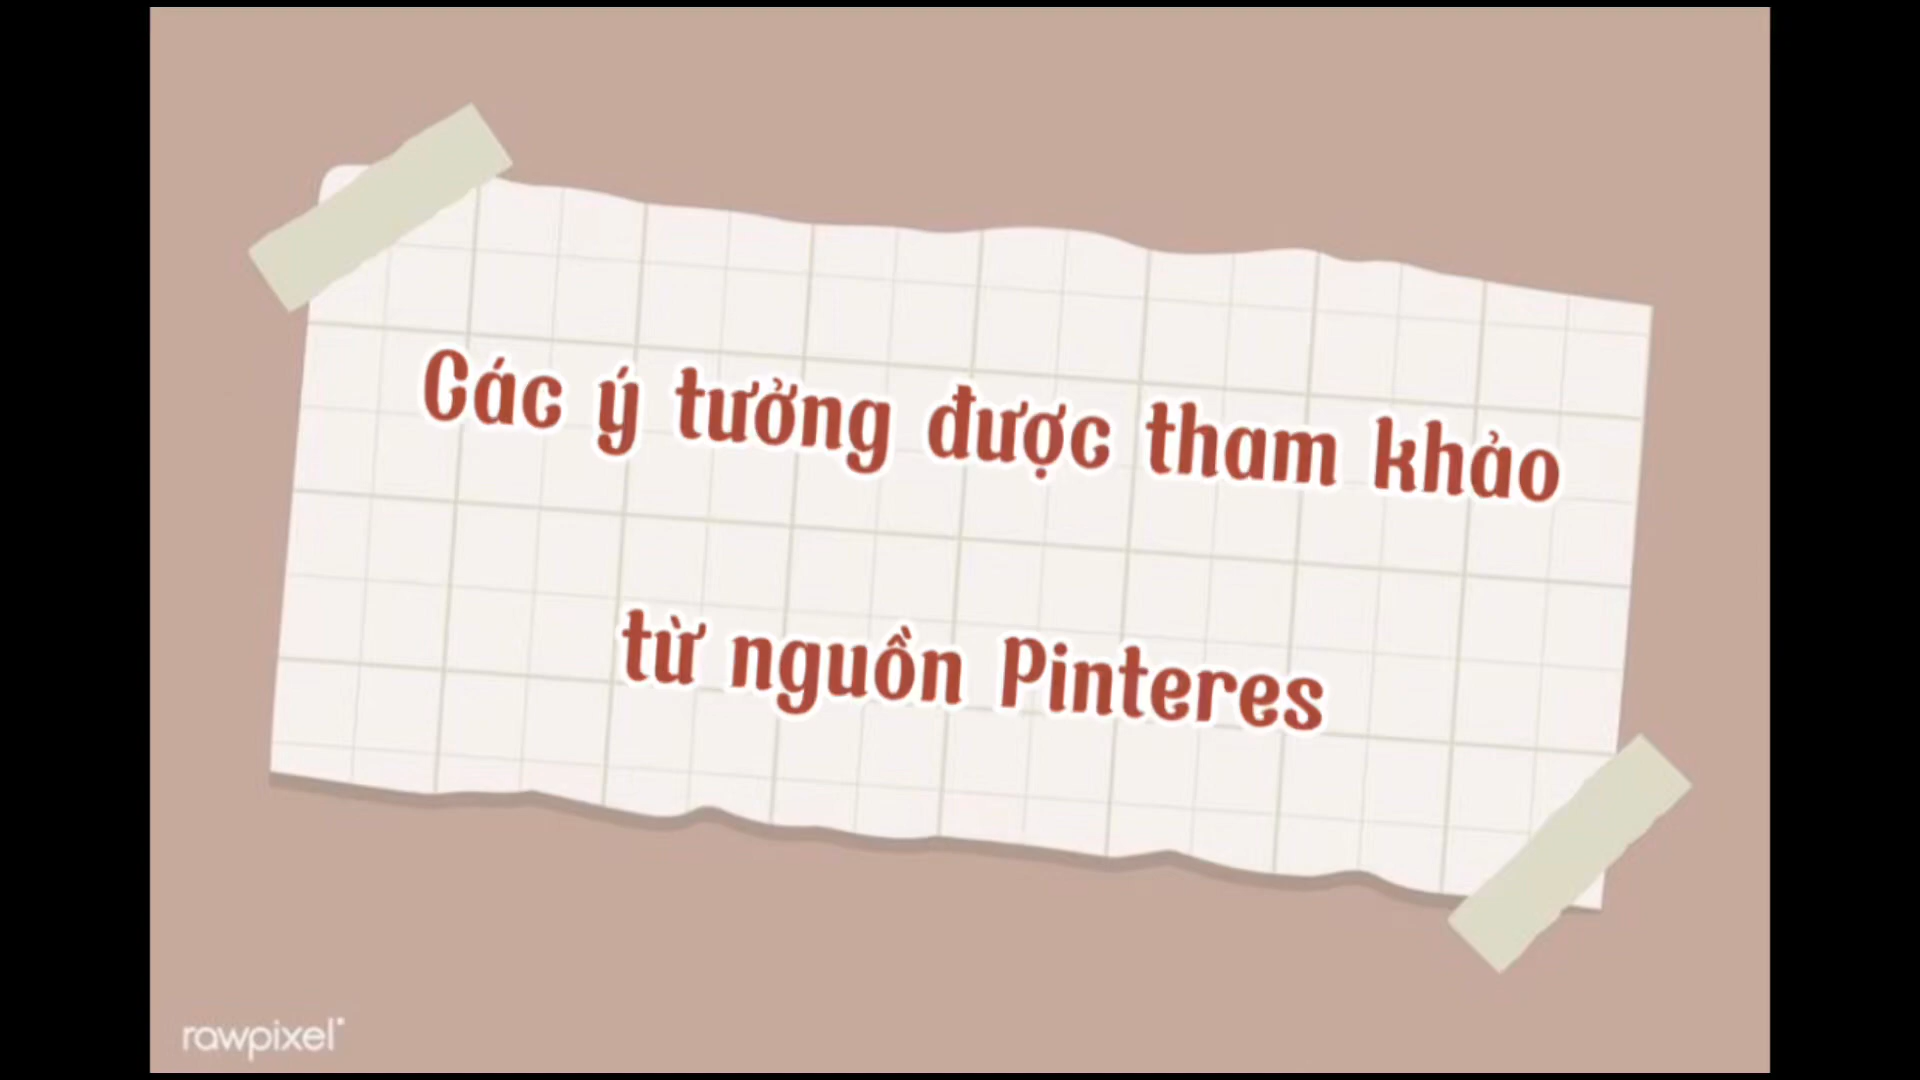 Các ý tưởng được tham khảo
từ nguồn Pinteres
rawpixel